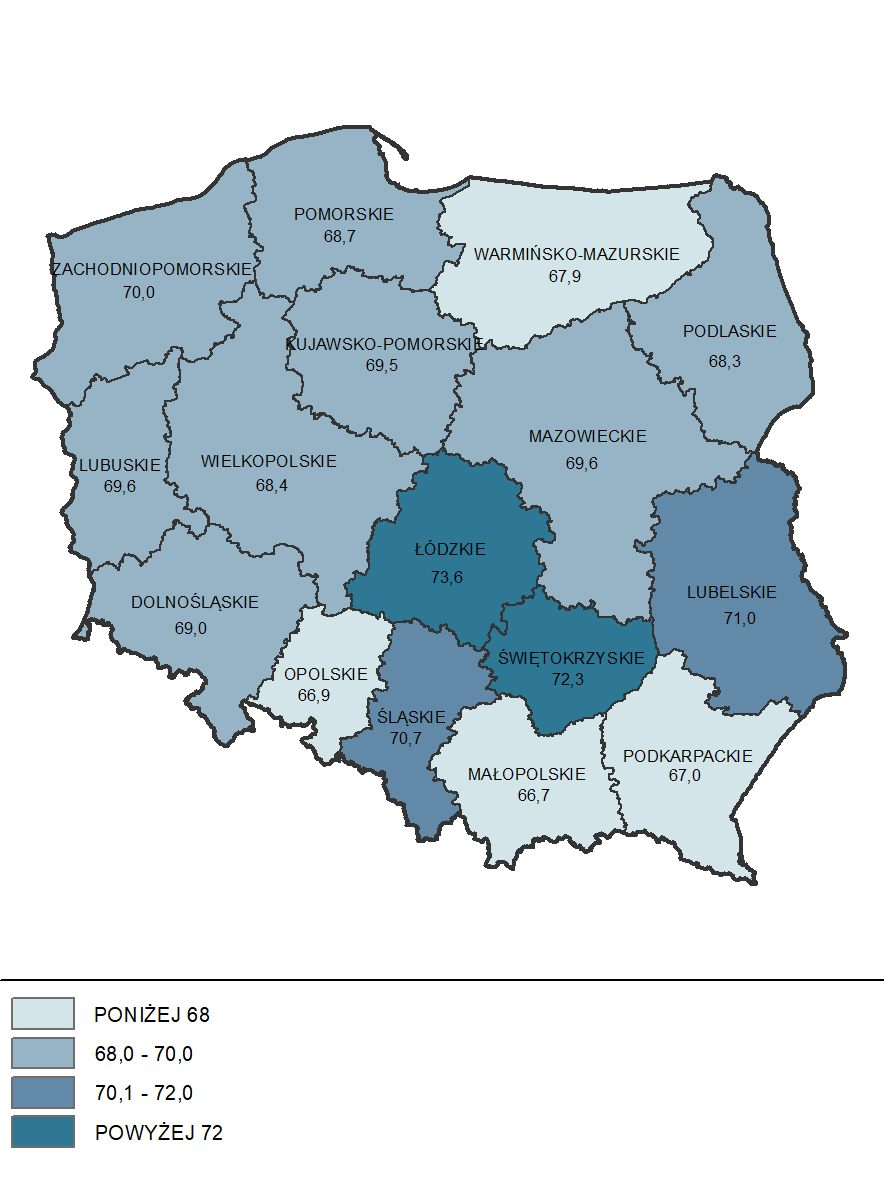 POMORSKIE
68,7
WARMIŃSKO-MAZURSKIE
67,9
ZACHODNIOPOMORSKIE
70,0
KUJAWSKO-POMORSKIE
69,5
PODLASKIE
68,3
MAZOWIECKIE
69,6
WIELKOPOLSKIE
68,4
LUBUSKIE
69,6
ŁÓDZKIE
73,6
LUBELSKIE
71,0
DOLNOŚLĄSKIE
69,0
ŚWIĘTOKRZYSKIE
72,3
OPOLSKIE
66,9
ŚLĄSKIE
70,7
PODKARPACKIE
67,0
MAŁOPOLSKIE
66,7
PONIŻEJ 68
68,0 - 70,0
70,1 - 72,0
POWYŻEJ 72